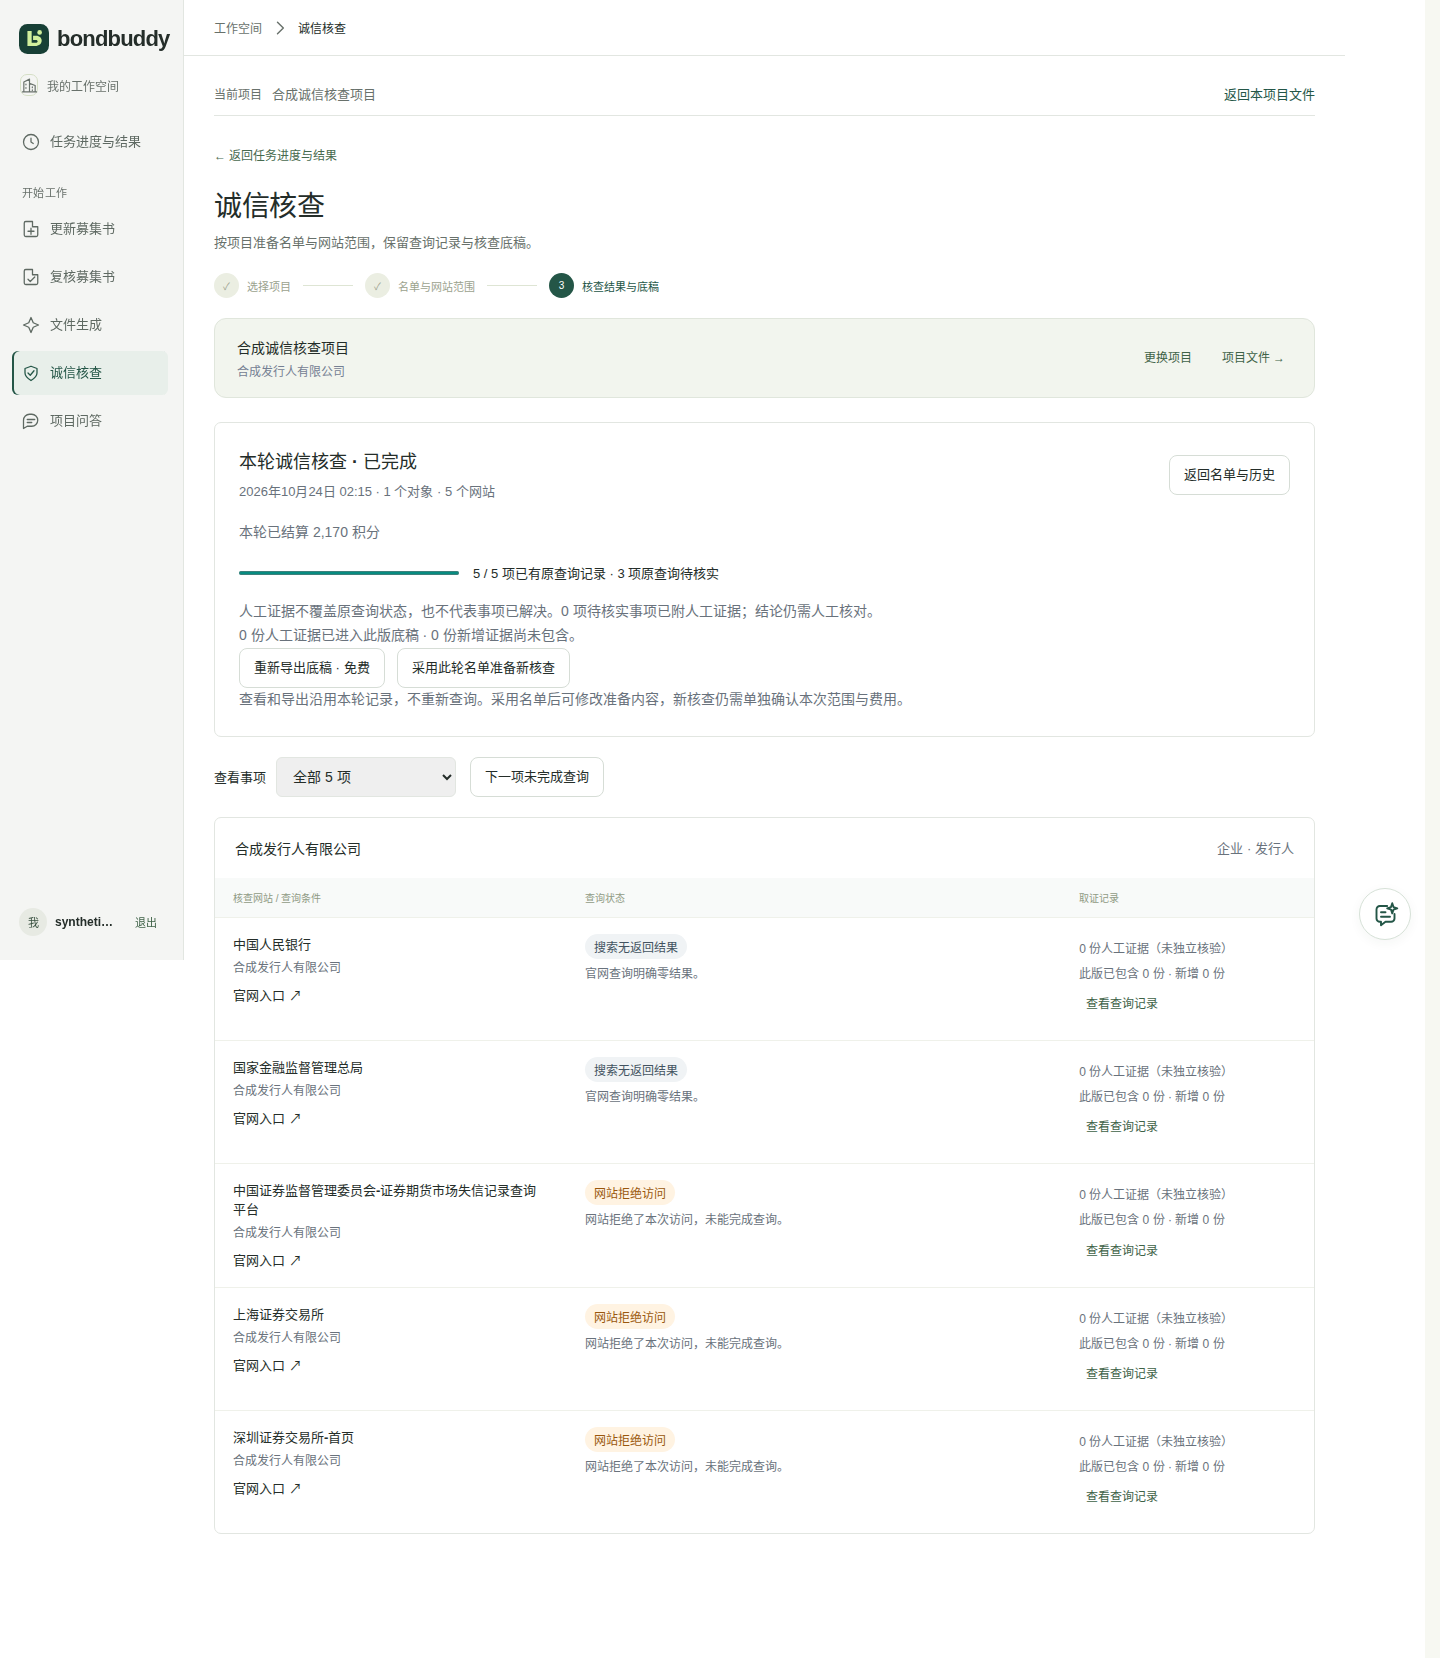 bondbuddy
我的工作空间
任务进度与结果
开始工作
更新募集书
复核募集书
文件生成
诚信核查
项目问答
我 syntheti... 退出
工作空间 诚信核查
当前项目 合成诚信核查项目 返回本项目文件
← 返回任务进度与结果
诚信核查
按项目准备名单与网站范围，保留查询记录与核查底稿。
✓ 选择项目 ✓ 名单与网站范围 3 核查结果与底稿
合成诚信核查项目
合成发行人有限公司
更换项目 项目文件 →
本轮诚信核查 · 已完成
2026年10月24日 02:15 · 1 个对象 · 5 个网站
返回名单与历史
本轮已结算 2,170 积分
5 / 5 项已有原查询记录 · 3 项原查询待核实
人工证据不覆盖原查询状态，也不代表事项已解决。0 项待核实事项已附人工证据；结论仍需人工核对。
0 份人工证据已进入此版底稿 · 0 份新增证据尚未包含。
重新导出底稿 · 免费 采用此轮名单准备新核查
查看和导出沿用本轮记录，不重新查询。采用名单后可修改准备内容，新核查仍需单独确认本次范围与费用。
查看事项 全部 5 项 下一项未完成查询
合成发行人有限公司 企业 · 发行人
核查网站 / 查询条件 查询状态 取证记录
中国人民银行
合成发行人有限公司
官网入口 ↗
搜索无返回结果
官网查询明确零结果。
0 份人工证据（未独立核验）
此版已包含 0 份 · 新增 0 份
查看查询记录
国家金融监督管理总局
合成发行人有限公司
官网入口 ↗
搜索无返回结果
官网查询明确零结果。
0 份人工证据（未独立核验）
此版已包含 0 份 · 新增 0 份
查看查询记录
中国证券监督管理委员会-证券期货市场失信记录查询
平台
合成发行人有限公司
官网入口 ↗
网站拒绝访问
网站拒绝了本次访问，未能完成查询。
0 份人工证据（未独立核验）
此版已包含 0 份 · 新增 0 份
查看查询记录
上海证券交易所
合成发行人有限公司
官网入口 ↗
网站拒绝访问
网站拒绝了本次访问，未能完成查询。
0 份人工证据（未独立核验）
此版已包含 0 份 · 新增 0 份
查看查询记录
深圳证券交易所-首页
合成发行人有限公司
官网入口 ↗
网站拒绝访问
网站拒绝了本次访问，未能完成查询。
0 份人工证据（未独立核验）
此版已包含 0 份 · 新增 0 份
查看查询记录